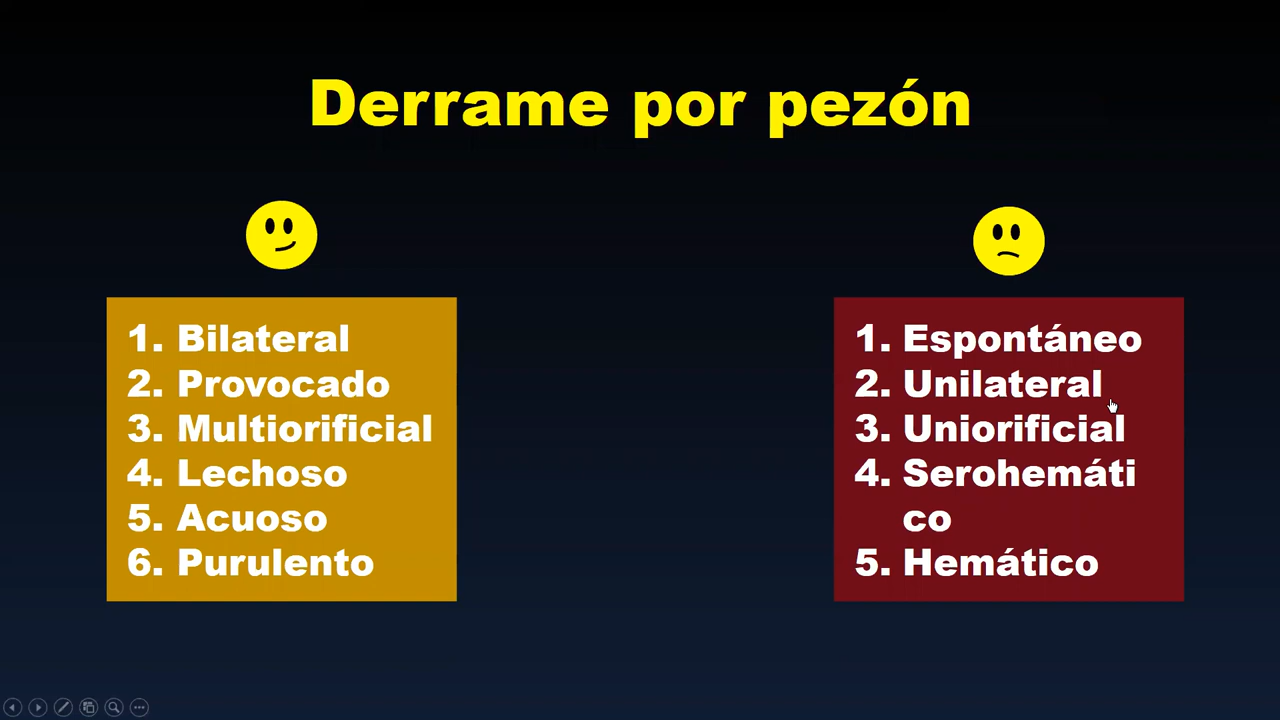 Derrame por pezón
1. Bilateral
2. Provocado
3. Multiorificial
4. Lechoso
5. Acuoso
6. Purulento
1. Espontáneo
2. Unilateral
3. Uniorificial
4. Serohemáti
co
5. Hemático